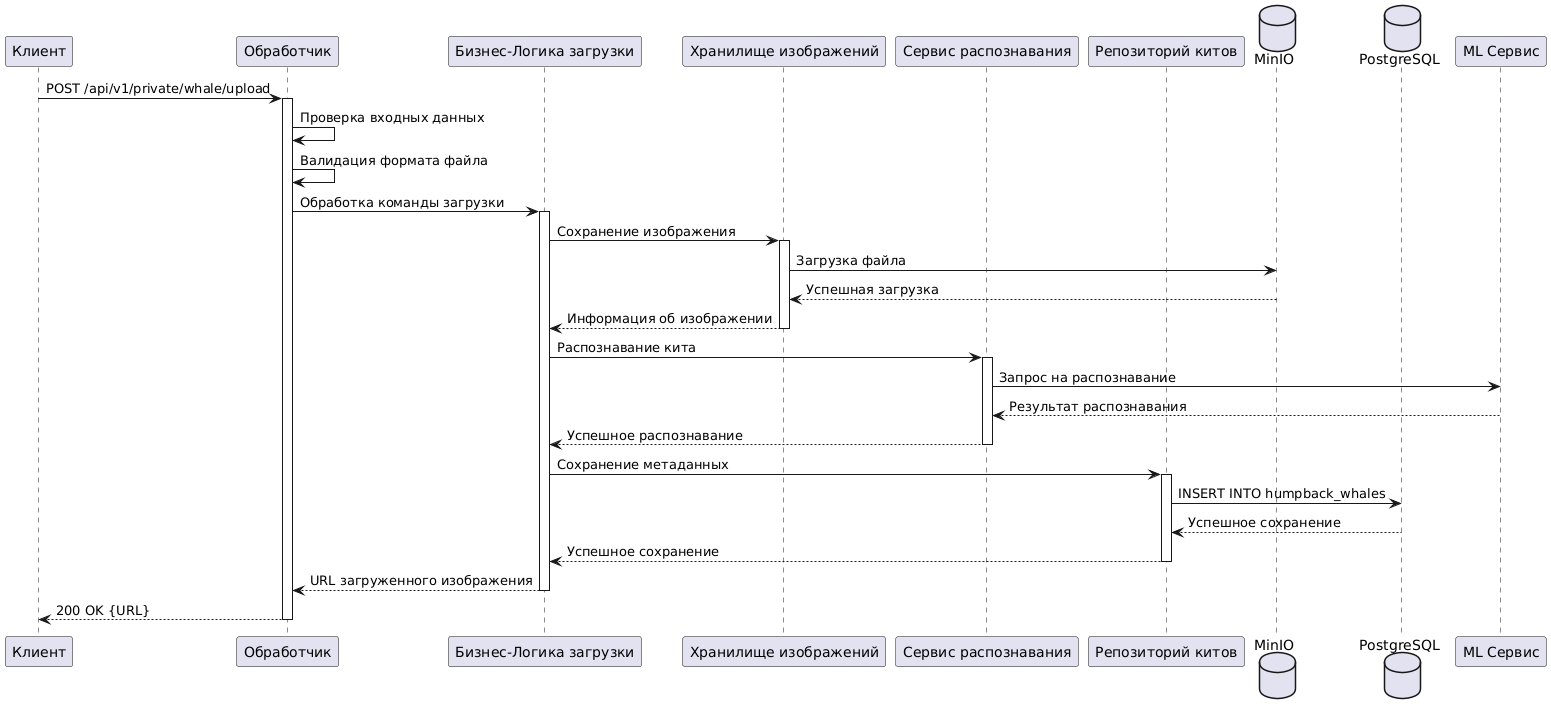 MinIO
PostgreSQL
Клиент
Обработчик
Бизнес-Логика загрузки
Хранилище изображений
Сервис распознавания
Репозиторий китов
ML Сервис
POST /api/v1/private/whale/upload
Проверка входных данных
Валидация формата файла
Обработка команды загрузки
Сохранение изображения
Загрузка файла
Успешная загрузка
Информация об изображении
Распознавание кита
Запрос на распознавание
Результат распознавания
Успешное распознавание
Сохранение метаданных
INSERT INTO humpback_whales
Успешное сохранение
Успешное сохранение
URL загруженного изображения
200 OK {URL}
Клиент
Обработчик
Бизнес-Логика загрузки
Хранилище изображений
Сервис распознавания
Репозиторий китов
MinIO
PostgreSQL
ML Сервис